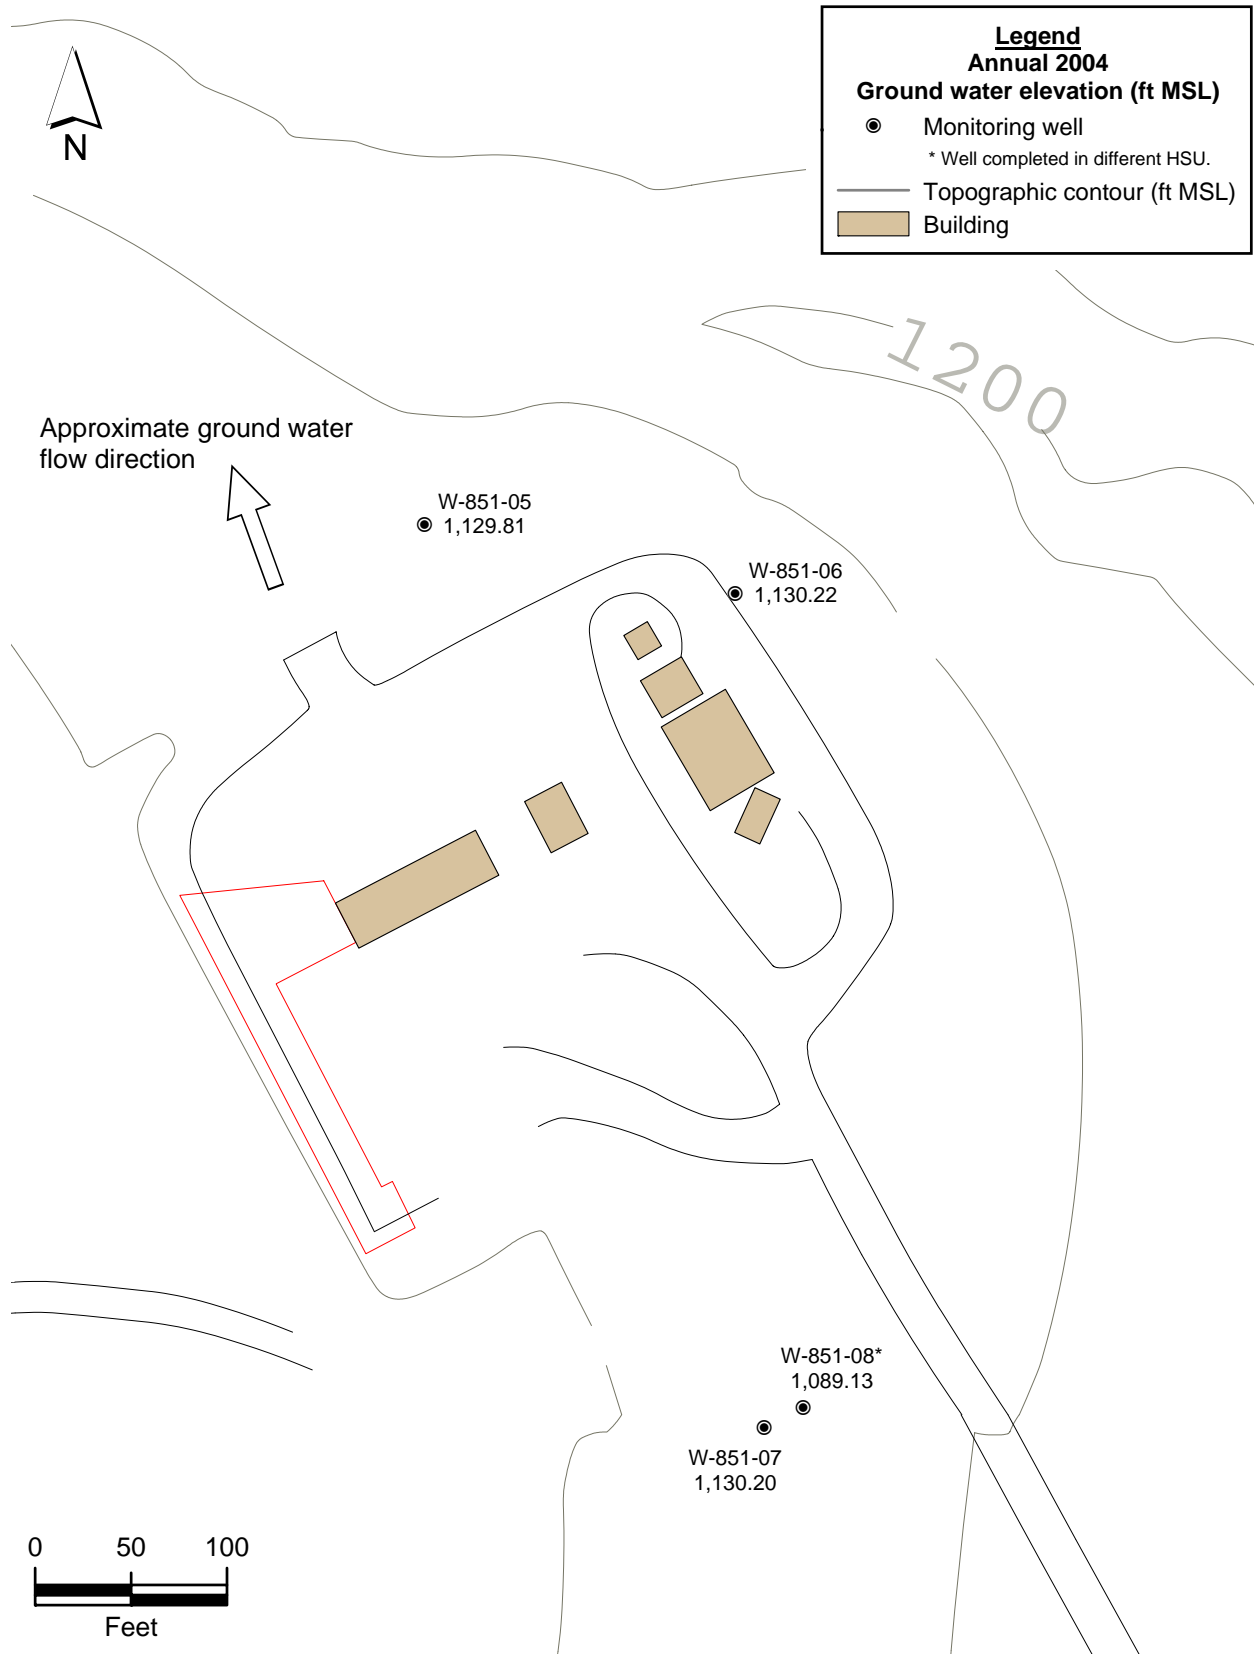 Legend
Annual 2004
Ground water elevation (ft MSL)
Monitoring well
* Well completed in different HSU.
Topographic contour (ft MSL)
Building
N
1200
Approximate ground water
flow direction
W-851-05
1,129.81
W-851-06
1,130.22
W-851-08*
1,089.13
W-851-07
1,130.20
0 50 100
Feet